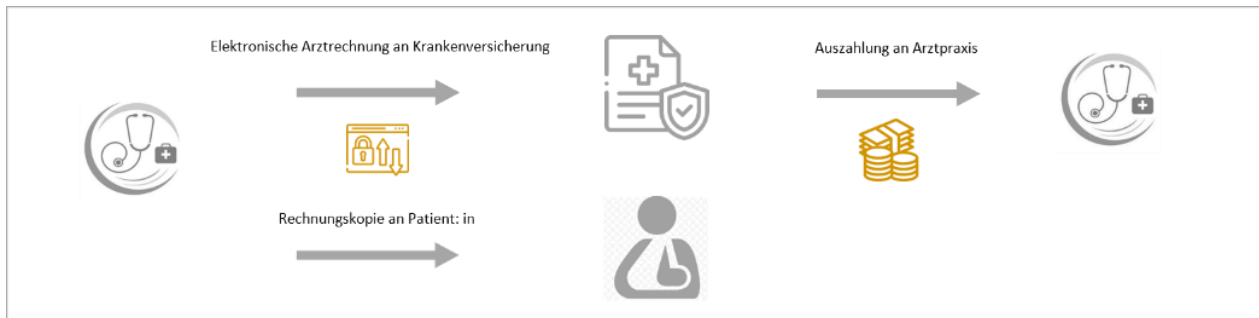 Elektronische Arztrechnung an Krankenversicherung
Auszahlung an Arztpraxis
Rechnungskopie an Patient: in